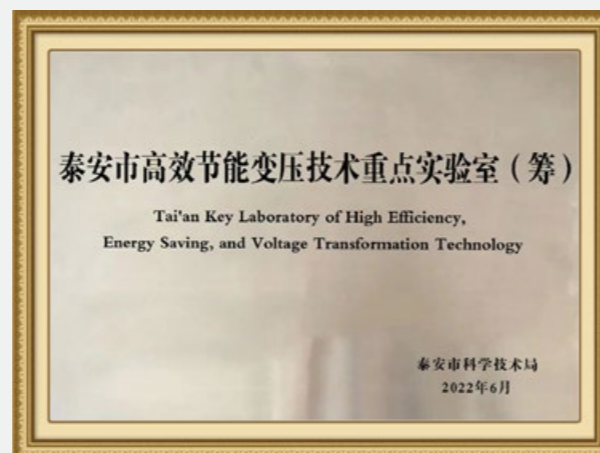 泰安市高效节能变压技术重点实验室（筹）
Tai'an Key Laboratory of High Efficiency,
Energy Saving, and Voltage Transformation Technology
泰安市科学技术局
2022年6月